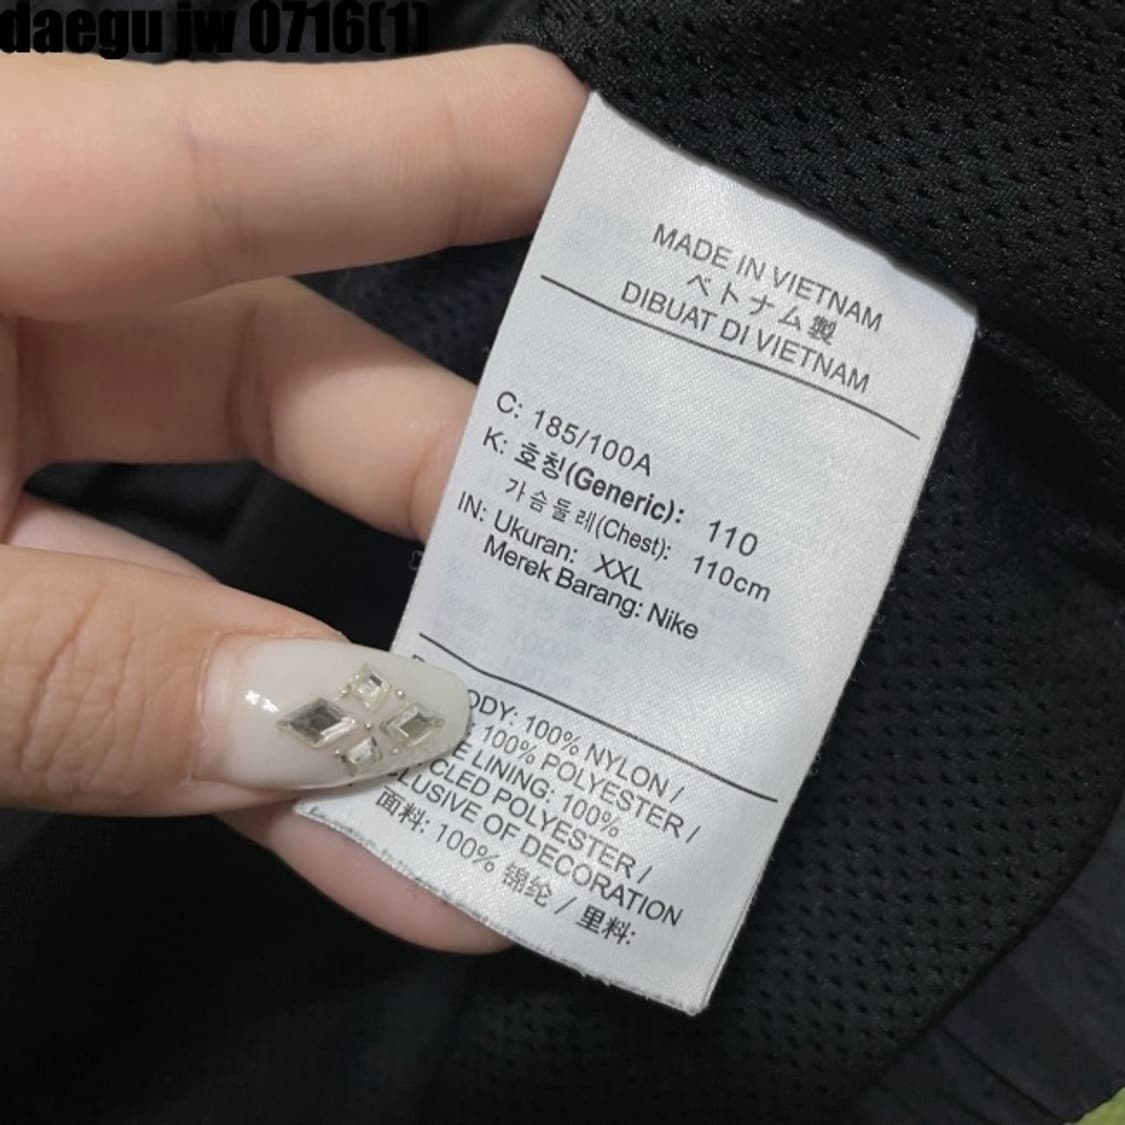 daegu jw 0716(1)
MADE IN VIETNAM
ベトナム製
DIBUAT DI VIETNAM
C: 185/100A
K: 호칭(Generic): 110
가슴둘레(Chest): 110cm
IN: Ukuran: XXL
Merek Barang: Nike
ODY: 100% NYLON /
: 100% POLYESTER /
E LINING: 100%
CLED POLYESTER /
LUSIVE OF DECORATION
面料: 100% 锦纶 / 里料: